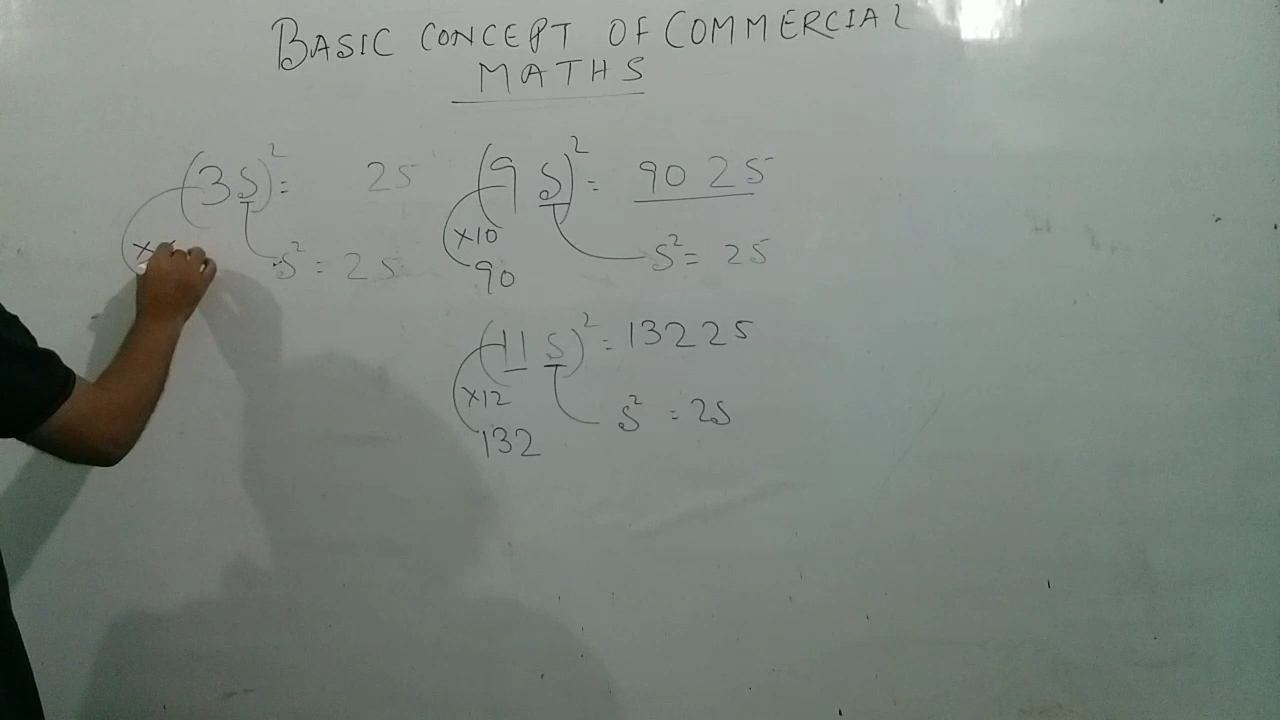 BASIC CONCEPT OF COMMERCIAL
MATHS
(35)² = 25
5² = 25
(95)² = 9025
×10
90
5² = 25
(115)² = 13225
×12
132
5² = 25